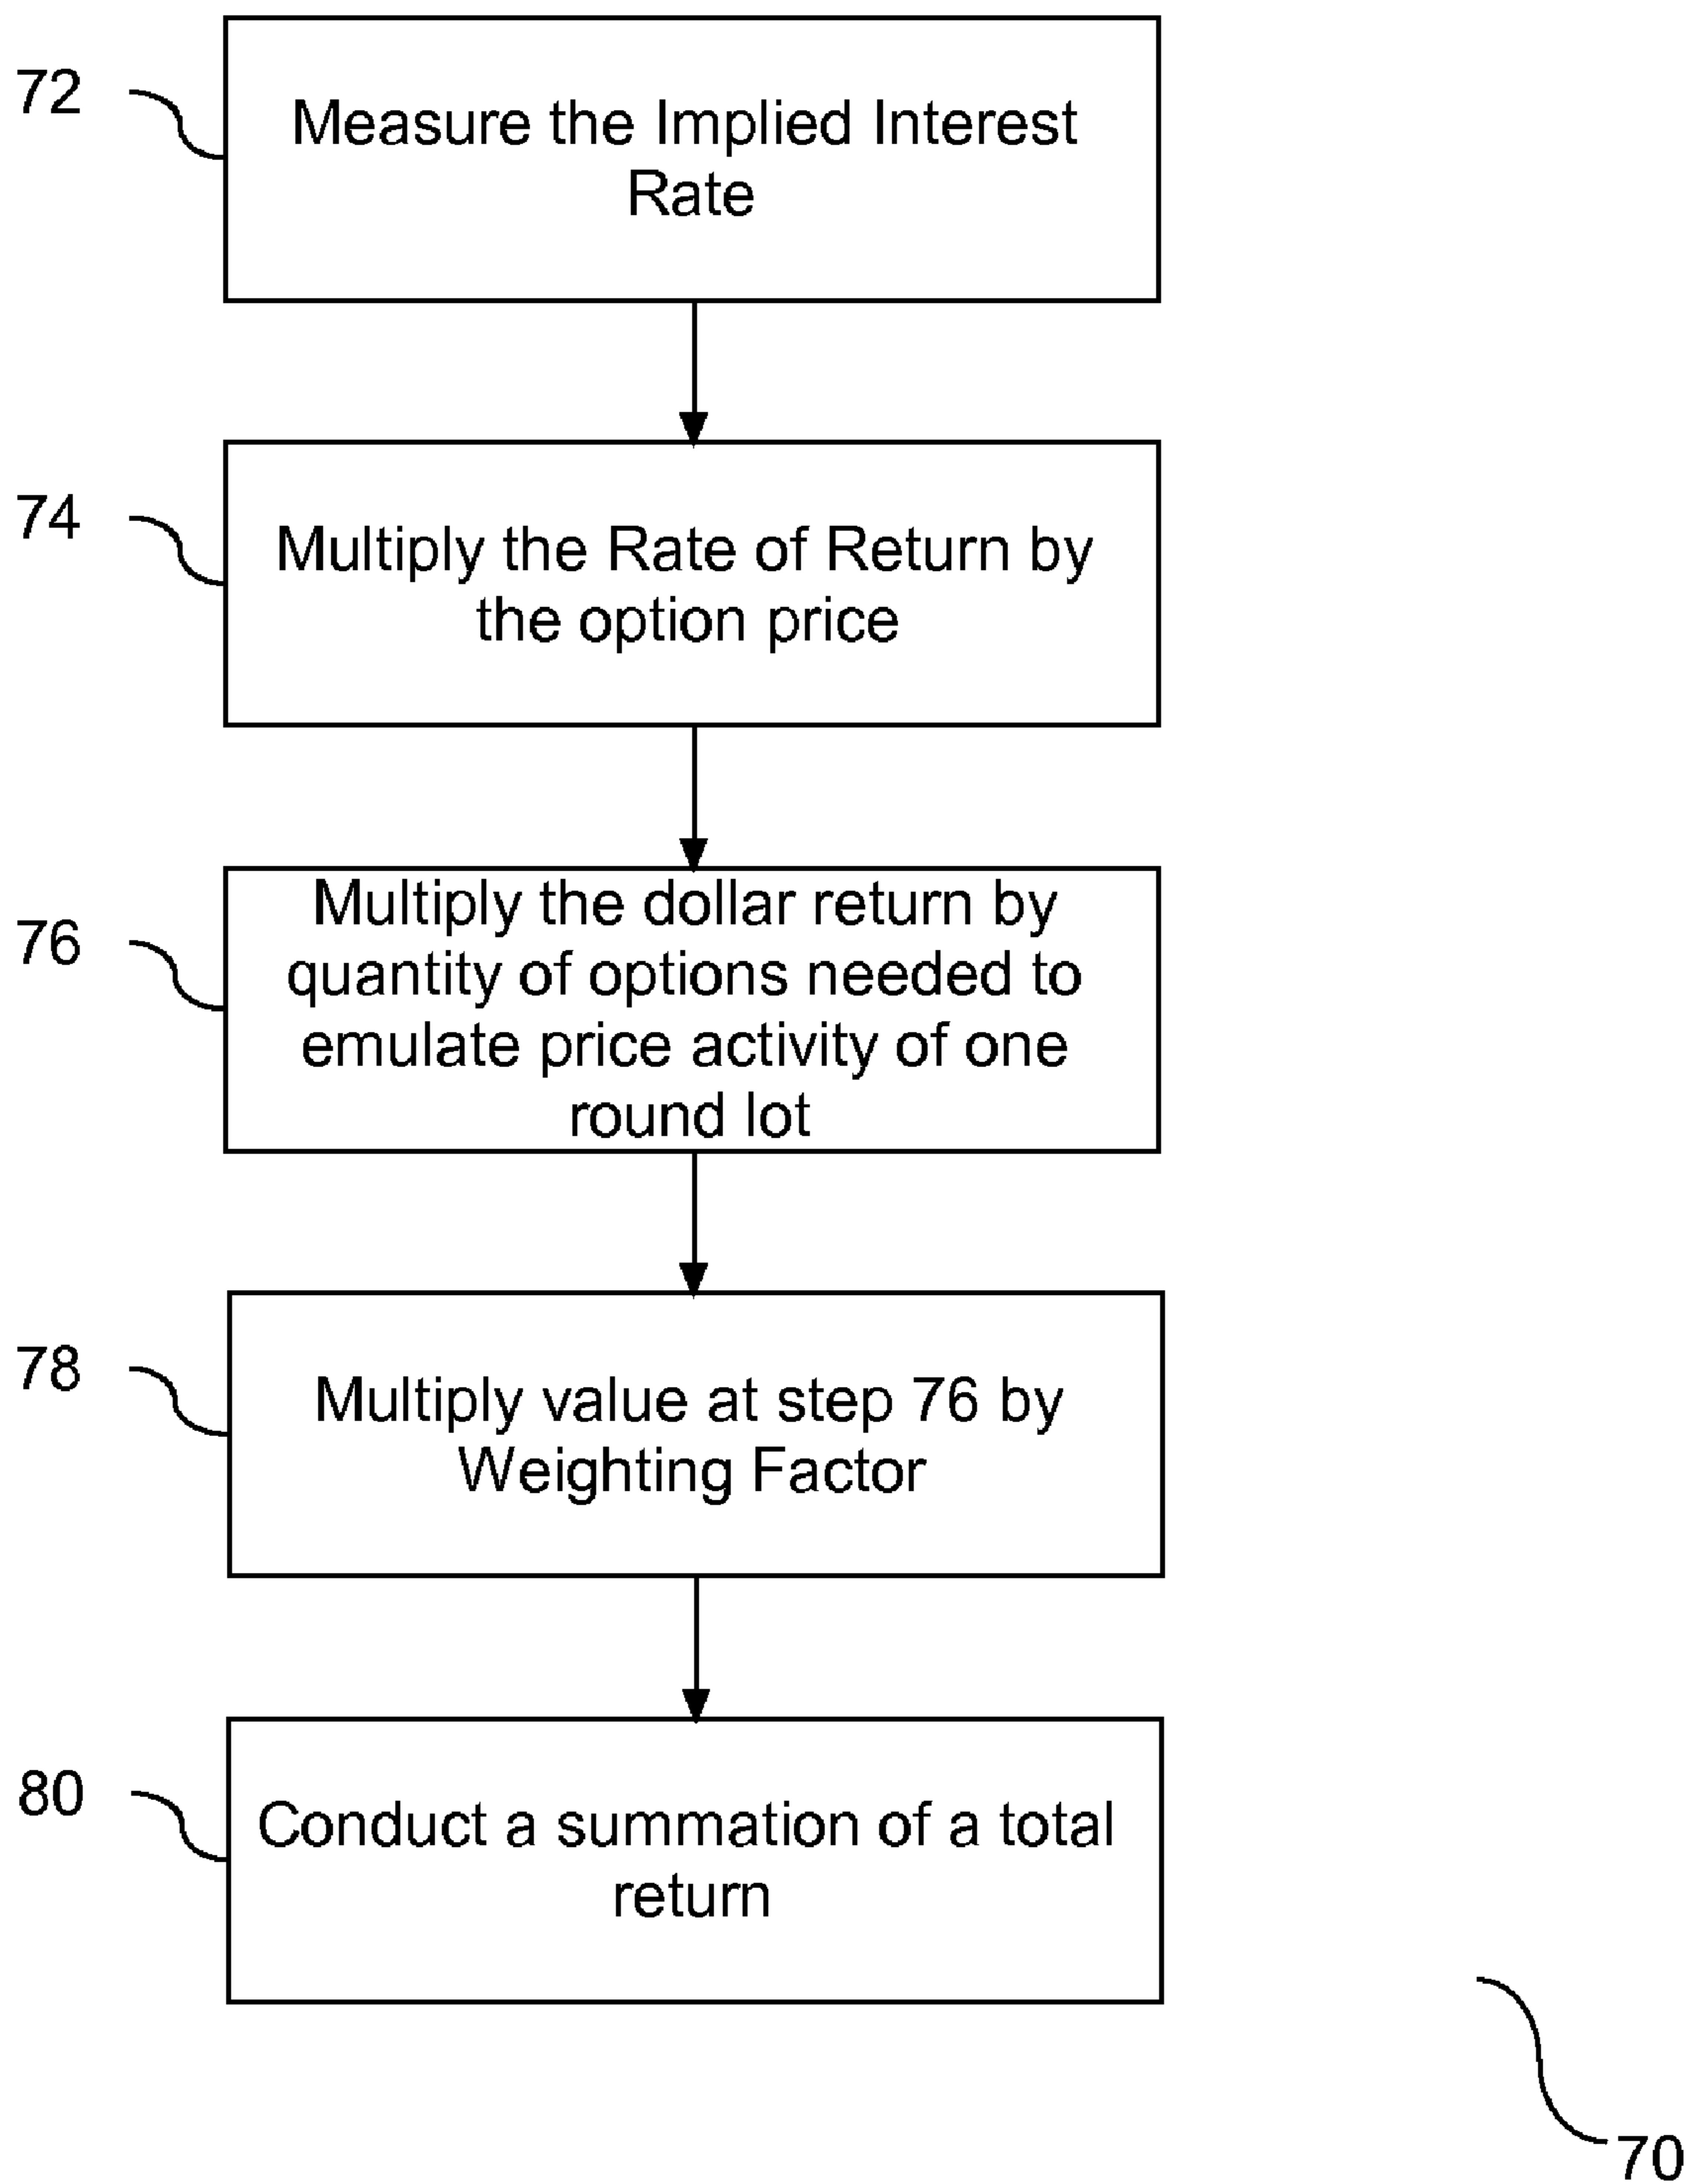 72
Measure the Implied Interest
Rate
74
Multiply the Rate of Return by
the option price
76
Multiply the dollar return by
quantity of options needed to
emulate price activity of one
round lot
78
Multiply value at step 76 by
Weighting Factor
80
Conduct a summation of a total
return
70